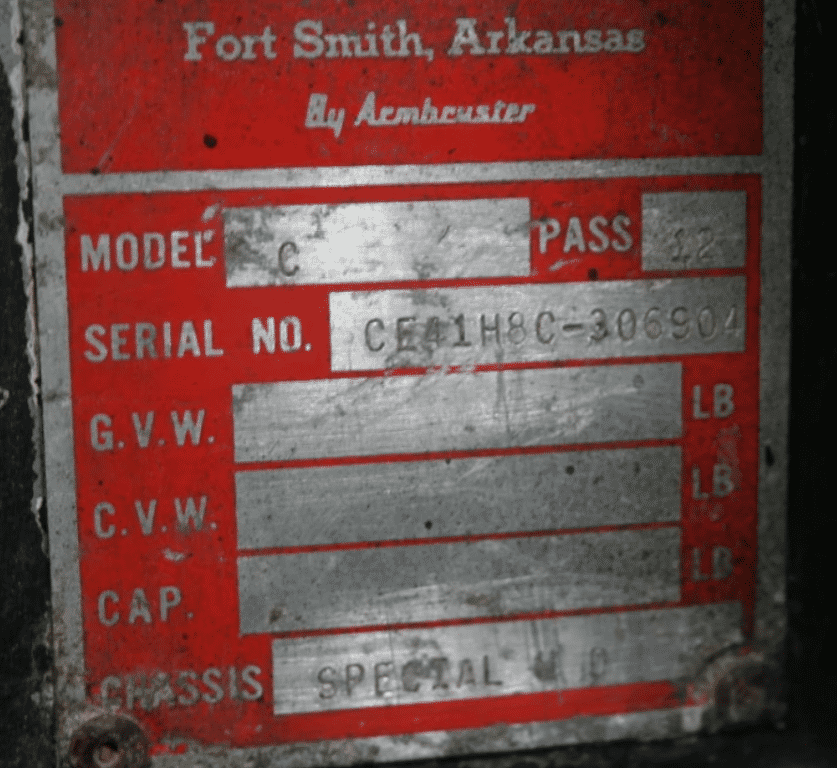 Fort Smith, Arkansas
By Armbruster
MODEL C PASS 12
SERIAL NO. CE41H8C-306904
G.V.W. LB
C.V.W. LB
CAP. LB
CHASSIS SPECIAL